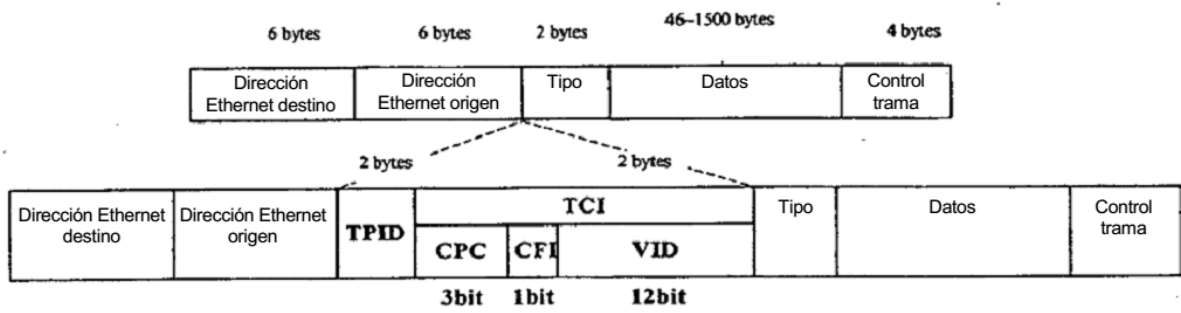 6 bytes 6 bytes 2 bytes 46–1500 bytes 4 bytes
Dirección Ethernet destino
Dirección Ethernet origen
Tipo
Datos
Control trama
2 bytes 2 bytes
Dirección Ethernet destino
Dirección Ethernet origen
TPID
TCI
CPC CFI VID
Tipo
Datos
Control trama
3bit 1bit 12bit